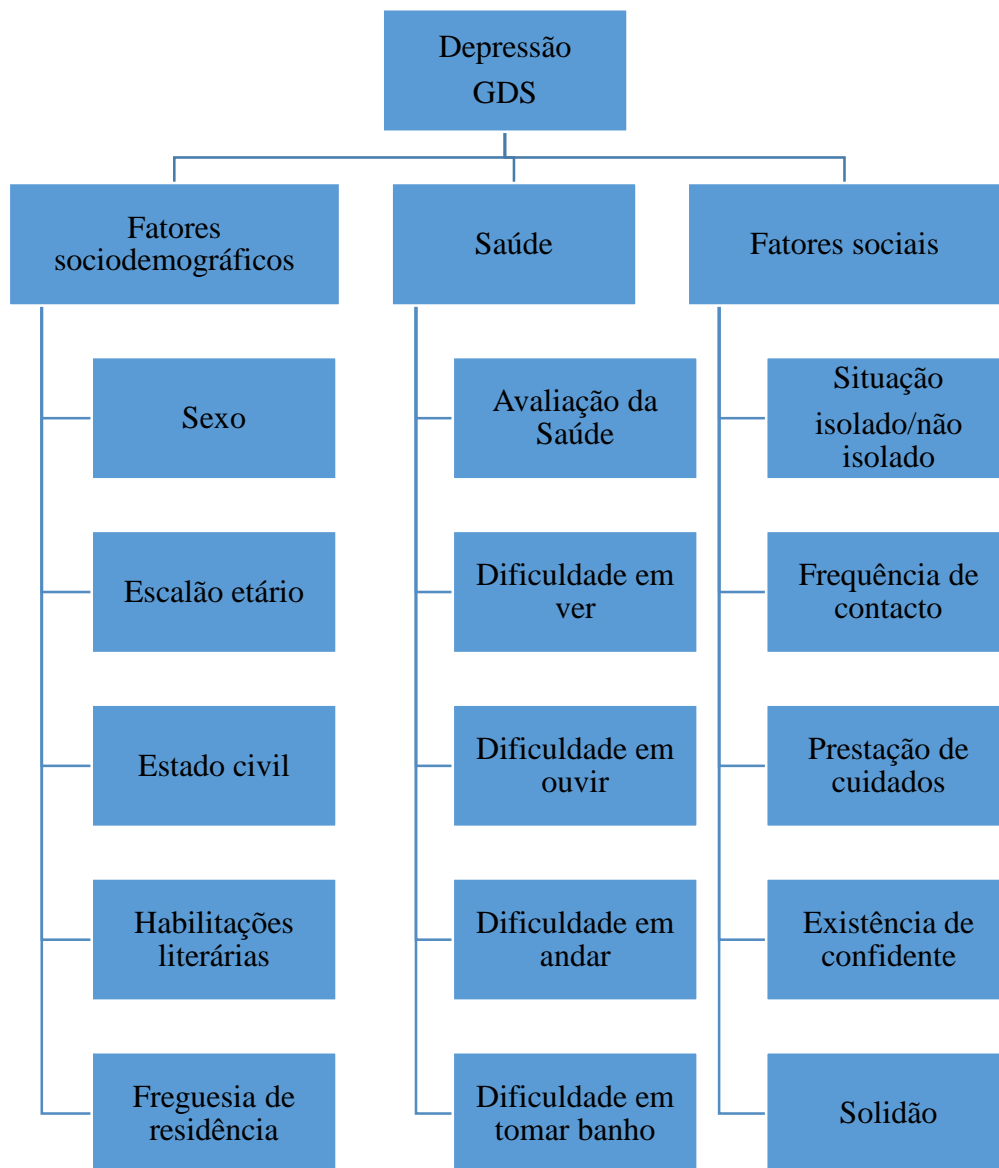 Depressão
GDS
Fatores
sociodemográficos
Saúde
Fatores sociais
Sexo
Escalão etário
Estado civil
Habilitações
literárias
Freguesia de
residência
Avaliação da
Saúde
Dificuldade em
ver
Dificuldade em
ouvir
Dificuldade em
andar
Dificuldade em
tomar banho
Situação
isolado/não
isolado
Frequência de
contacto
Prestação de
cuidados
Existência de
confidente
Solidão